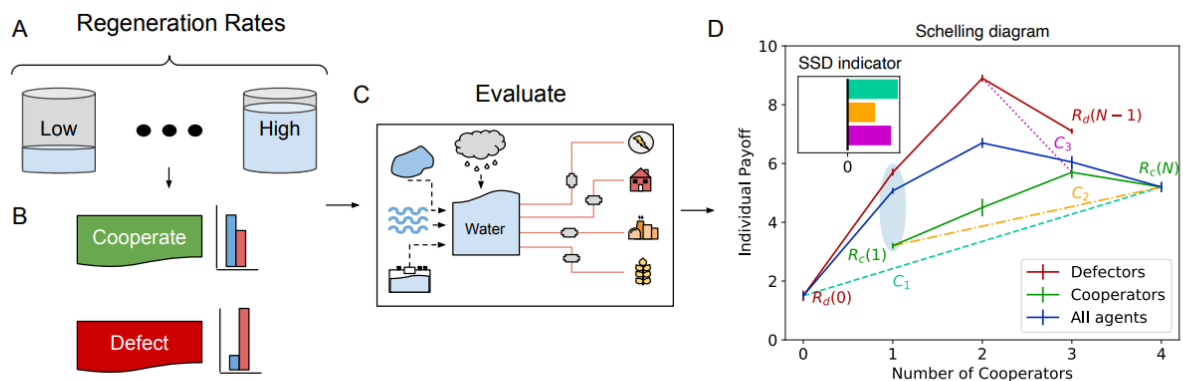 A
Regeneration Rates
Low
High
B
Cooperate
Defect
C
Evaluate
Water
D
Schelling diagram
SSD indicator
0
Individual Payoff
10
8
6
4
2
0
R_d(N − 1)
C_3
R_c(N)
C_2
R_c(1)
C_1
R_d(0)
Defectors
Cooperators
All agents
0 1 2 3 4
Number of Cooperators